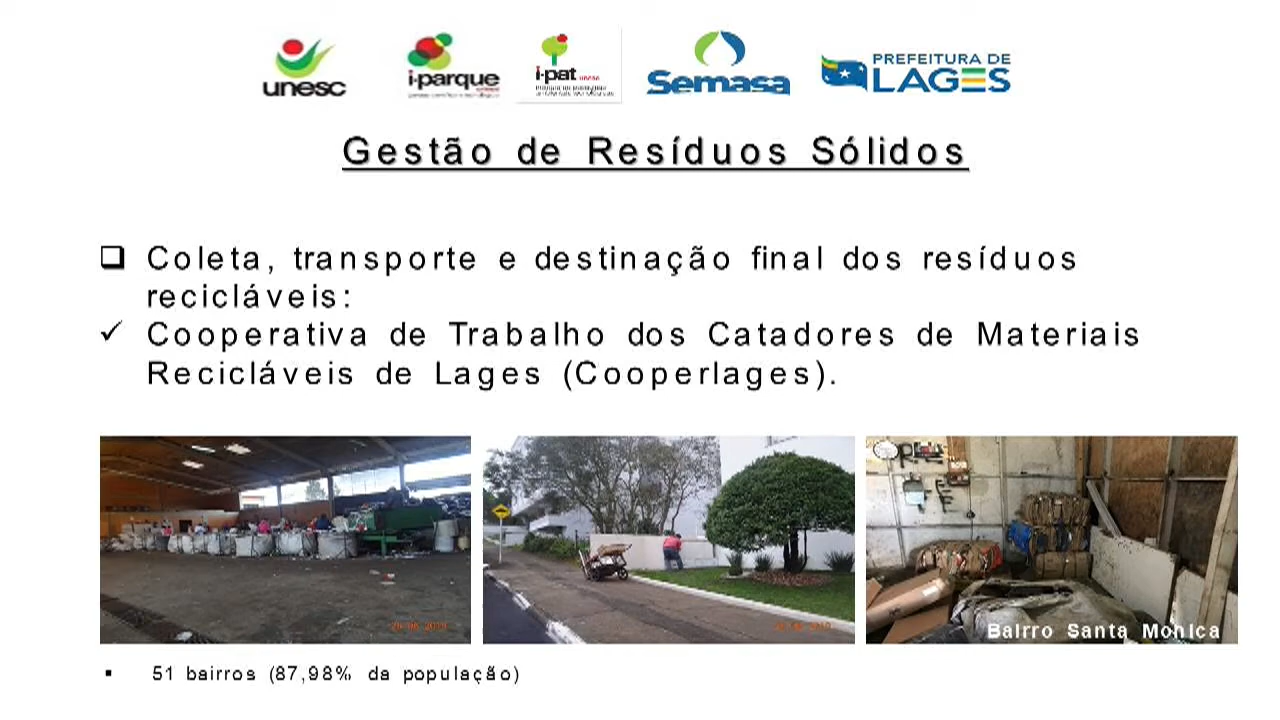 unesc
i-parque
i-pat unesc
Semasa
PREFEITURA DE
LAGES
Gestão de Resíduos Sólidos
Coleta, transporte e destinação final dos resíduos
recicláveis:
Cooperativa de Trabalho dos Catadores de Materiais
Recicláveis de Lages (Cooperlages).
Bairro Santa Monica
51 bairros (87,98% da população)